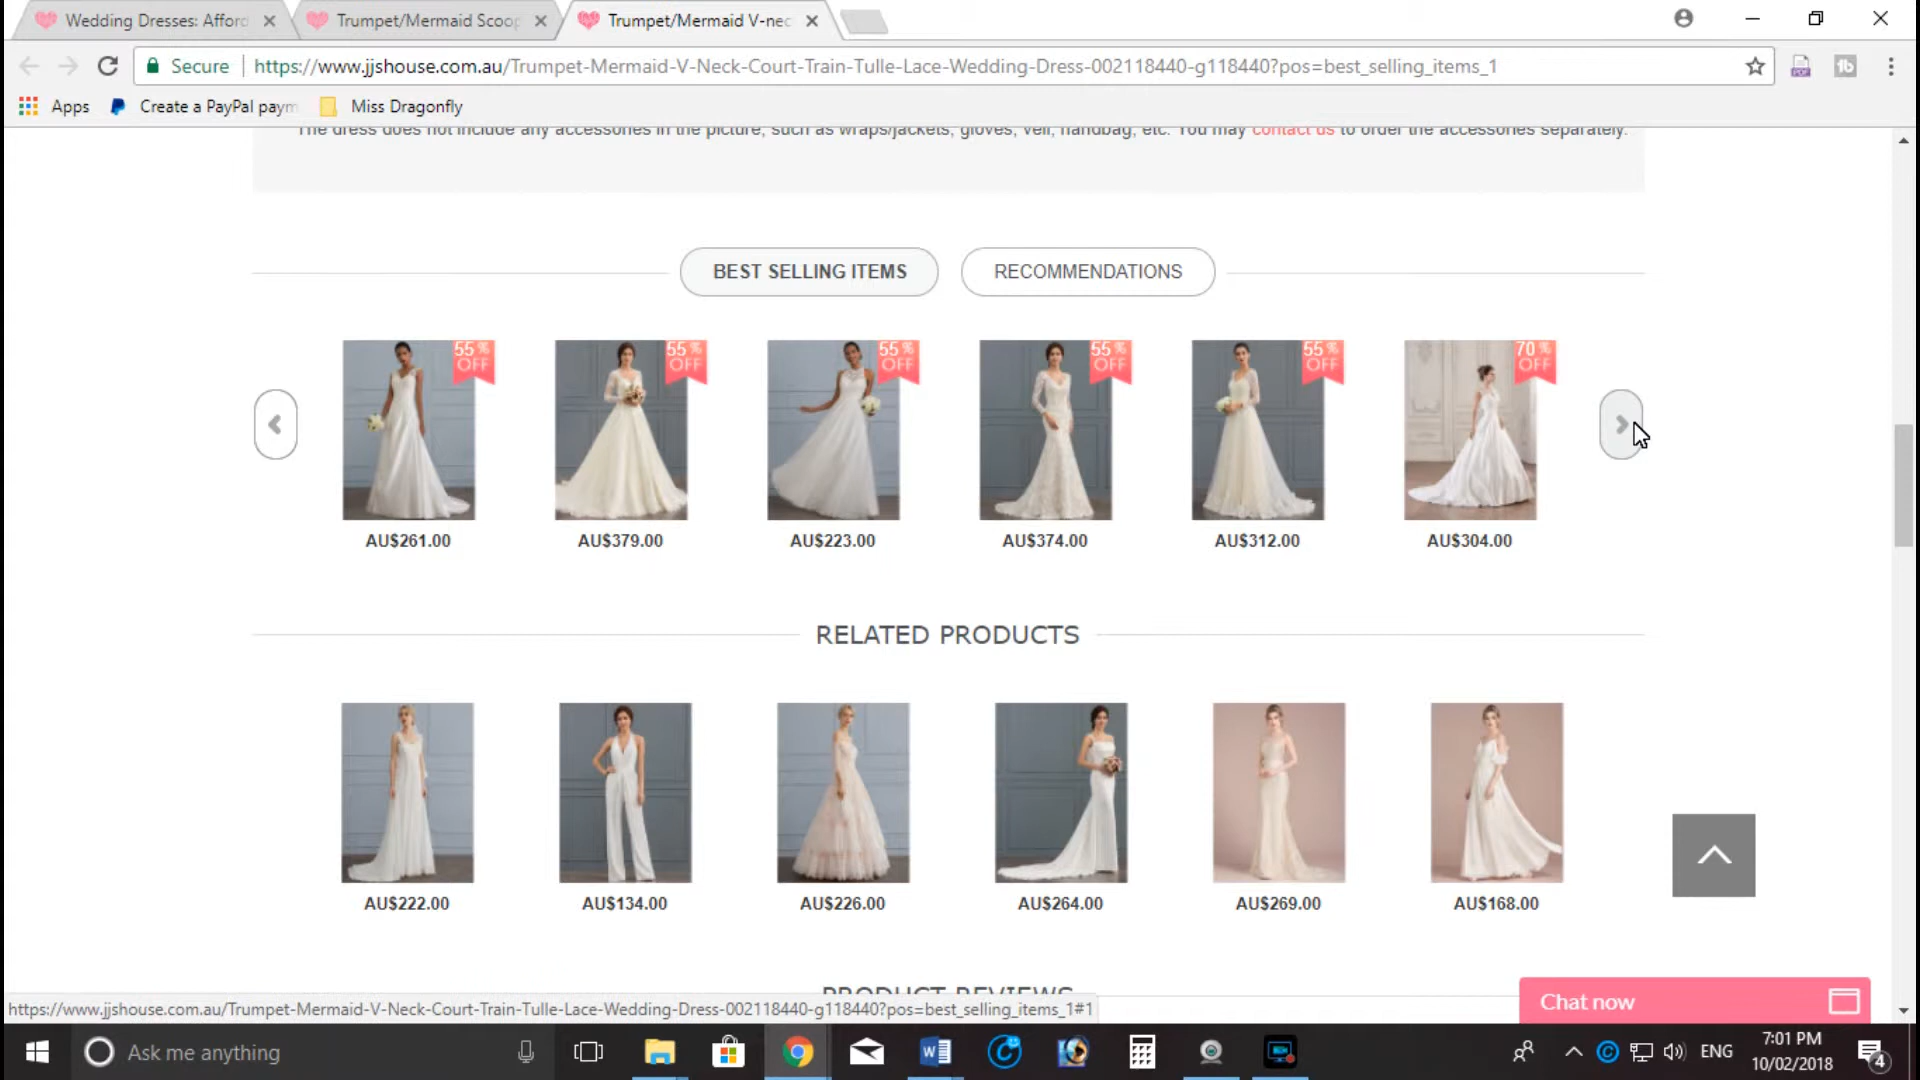 Wedding Dresses: Afford
Trumpet/Mermaid Scoop
Trumpet/Mermaid V-nec
Secure
https://www.jjshouse.com.au/Trumpet-Mermaid-V-Neck-Court-Train-Tulle-Lace-Wedding-Dress-002118440-g118440?pos=best_selling_items_1
Apps
Create a PayPal paym
Miss Dragonfly
The dress does not include any accessories in the picture, such as wraps/jackets, gloves, veil, handbag, etc. You may contact us to order the accessories separately.
BEST SELLING ITEMS
RECOMMENDATIONS
55% OFF
55% OFF
55% OFF
55% OFF
55% OFF
70% OFF
AU$261.00
AU$379.00
AU$223.00
AU$374.00
AU$312.00
AU$304.00
RELATED PRODUCTS
AU$222.00
AU$134.00
AU$226.00
AU$264.00
AU$269.00
AU$168.00
PRODUCT REVIEWS
Chat now
https://www.jjshouse.com.au/Trumpet-Mermaid-V-Neck-Court-Train-Tulle-Lace-Wedding-Dress-002118440-g118440?pos=best_selling_items_1#1
Ask me anything
ENG
7:01 PM
10/02/2018
4